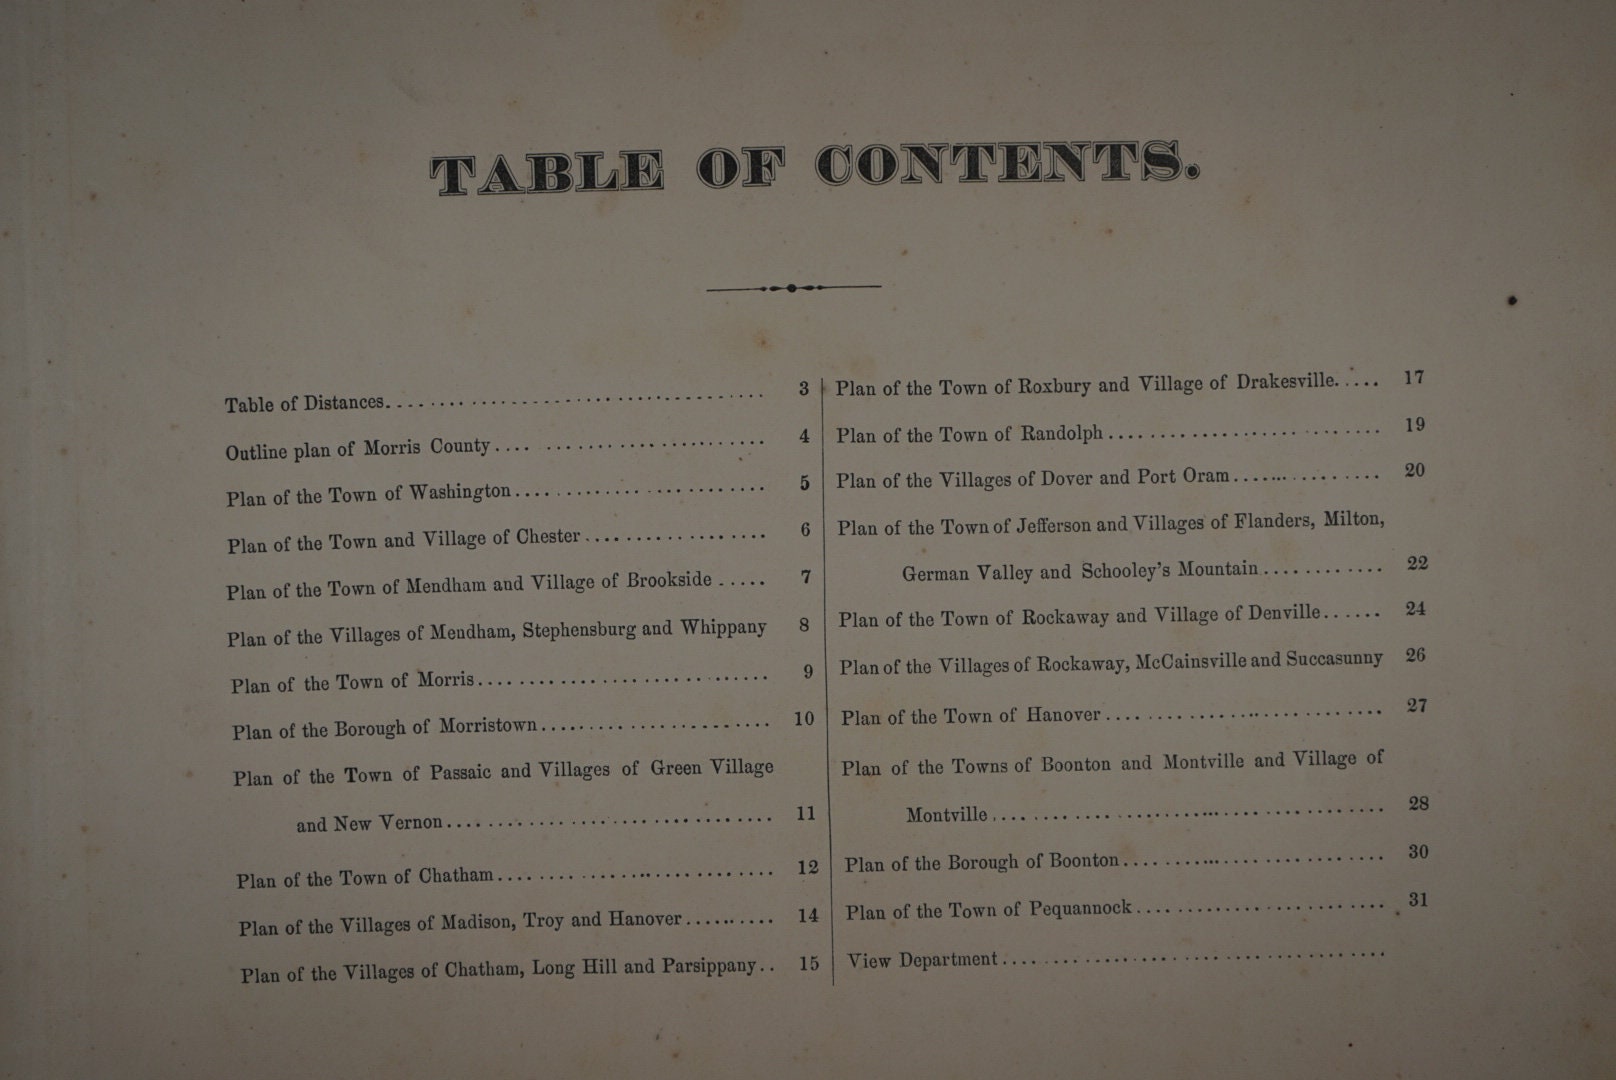 TABLE OF CONTENTS.
Table of Distances........................................ 3
Outline plan of Morris County.... ...................... 4
Plan of the Town of Washington......................... 5
Plan of the Town and Village of Chester................... 6
Plan of the Town of Mendham and Village of Brookside ..... 7
Plan of the Villages of Mendham, Stephensburg and Whippany 8
Plan of the Town of Morris............................. 9
Plan of the Borough of Morristown....................... 10
Plan of the Town of Passaic and Villages of Green Village
and New Vernon................................ 11
Plan of the Town of Chatham........................... 12
Plan of the Villages of Madison, Troy and Hanover.......... 14
Plan of the Villages of Chatham, Long Hill and Parsippany.. 15
Plan of the Town of Roxbury and Village of Drakesville..... 17
Plan of the Town of Randolph........................... 19
Plan of the Villages of Dover and Port Oram............... 20
Plan of the Town of Jefferson and Villages of Flanders, Milton,
German Valley and Schooley's Mountain............ 22
Plan of the Town of Rockaway and Village of Denville...... 24
Plan of the Villages of Rockaway, McCainsville and Succasunny 26
Plan of the Town of Hanover........................... 27
Plan of the Towns of Boonton and Montville and Village of
Montville....................................... 28
Plan of the Borough of Boonton.......................... 30
Plan of the Town of Pequannock........................ 31
View Department.....................................